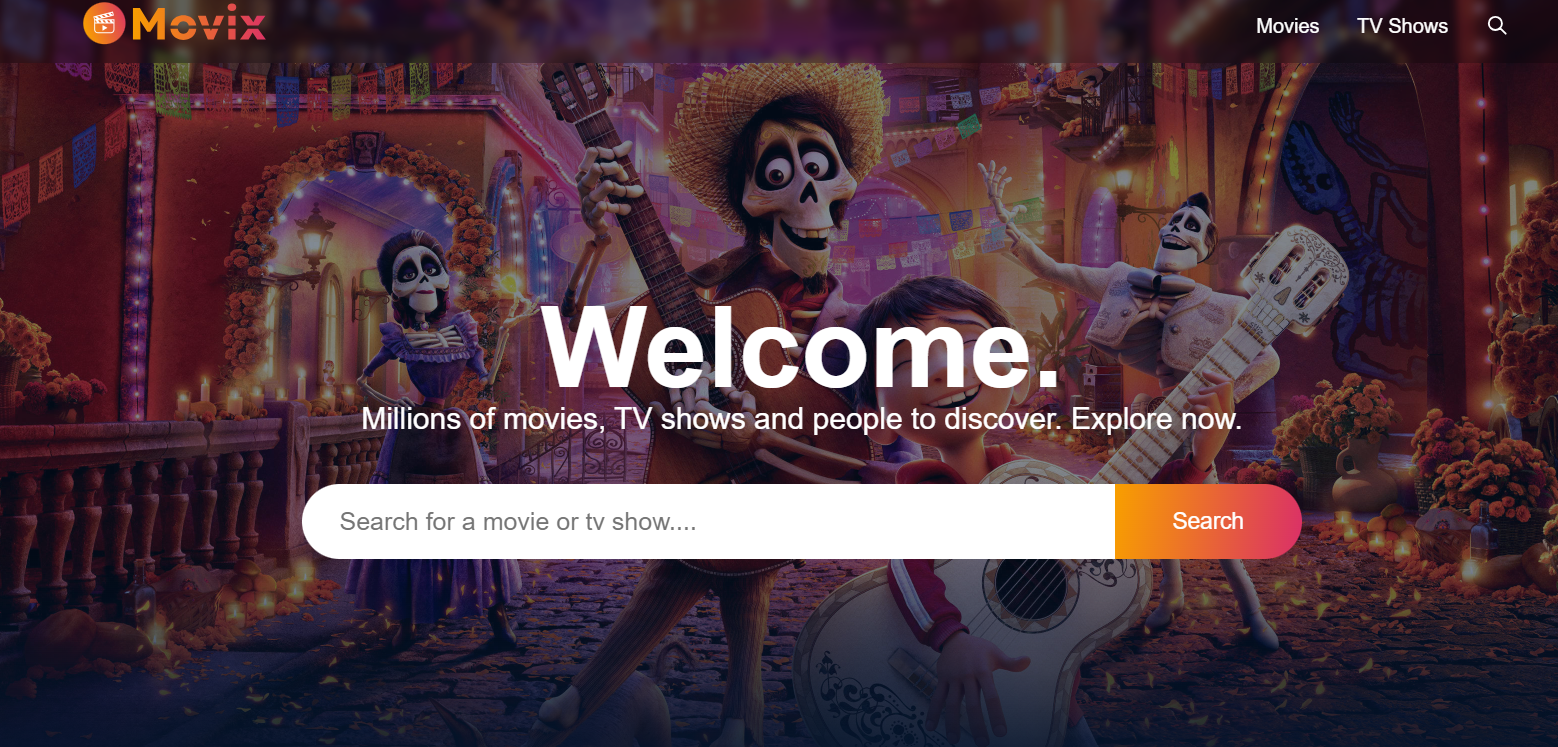 Movix
Movies
TV Shows
Welcome.
Millions of movies, TV shows and people to discover. Explore now.
Search for a movie or tv show....
Search